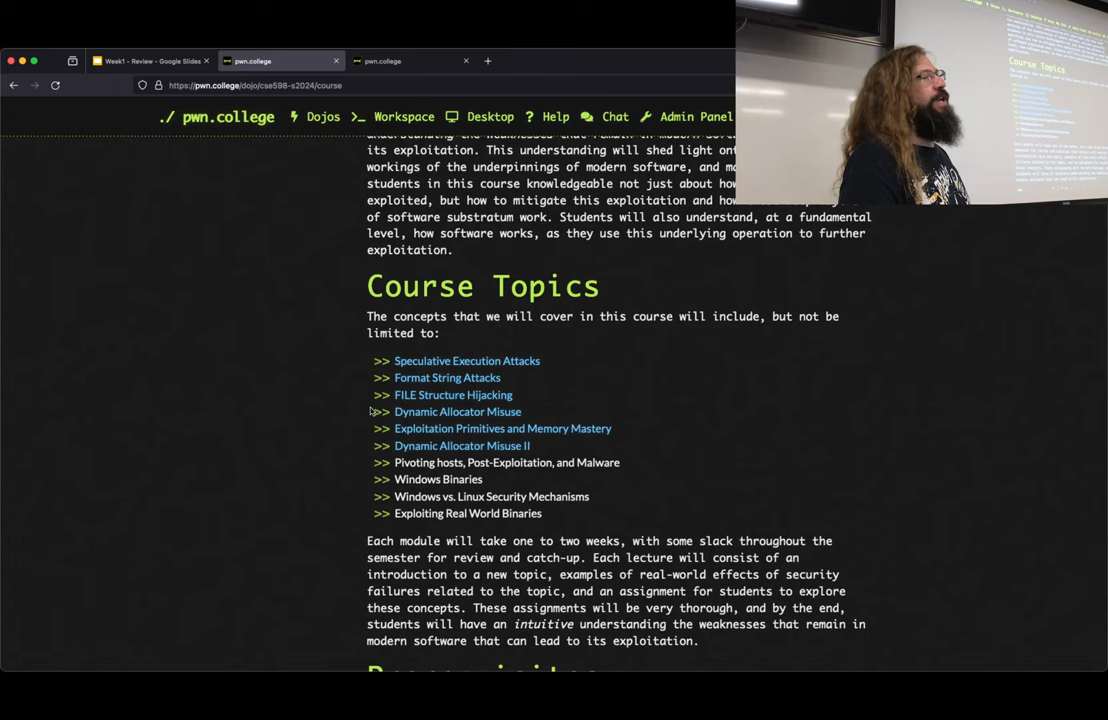 Week1 - Review - Google Slides
pwn.college
pwn.college
https://pwn.college/dojo/cse598-s2024/course
./ pwn.college
Dojos
Workspace
Desktop
Help
Chat
Admin Panel
its exploitation. This understanding will shed light
workings of the underpinnings of modern software, and
students in this course knowledgeable not just about how
exploited, but how to mitigate this exploitation and how
of software substratum work. Students will also understand, at a fundamental
level, how software works, as they use this underlying operation to further
exploitation.
Course Topics
The concepts that we will cover in this course will include, but not be
limited to:
>> Speculative Execution Attacks
>> Format String Attacks
>> FILE Structure Hijacking
>> Dynamic Allocator Misuse
>> Exploitation Primitives and Memory Mastery
>> Dynamic Allocator Misuse II
>> Pivoting hosts, Post-Exploitation, and Malware
>> Windows Binaries
>> Windows vs. Linux Security Mechanisms
>> Exploiting Real World Binaries
Each module will take one to two weeks, with some slack throughout the
semester for review and catch-up. Each lecture will consist of an
introduction to a new topic, examples of real-world effects of security
failures related to the topic, and an assignment for students to explore
these concepts. These assignments will be very thorough, and by the end,
students will have an intuitive understanding the weaknesses that remain in
modern software that can lead to its exploitation.
Course Topics